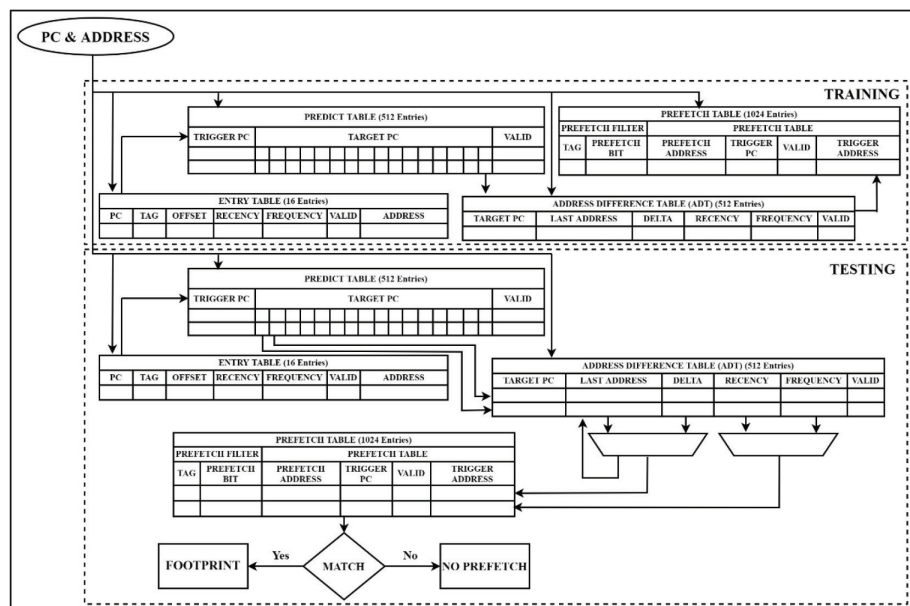 PC & ADDRESS
TRAINING
PREDICT TABLE (512 Entries)
TRIGGER PC TARGET PC VALID
PREFETCH TABLE (1024 Entries)
PREFETCH FILTER PREFETCH TABLE
TAG PREFETCH BIT PREFETCH ADDRESS TRIGGER PC VALID TRIGGER ADDRESS
ENTRY TABLE (16 Entries)
PC TAG OFFSET RECENCY FREQUENCY VALID ADDRESS
ADDRESS DIFFERENCE TABLE (ADT) (512 Entries)
TARGET PC LAST ADDRESS DELTA RECENCY FREQUENCY VALID
TESTING
PREDICT TABLE (512 Entries)
TRIGGER PC TARGET PC VALID
ENTRY TABLE (16 Entries)
PC TAG OFFSET RECENCY FREQUENCY VALID ADDRESS
ADDRESS DIFFERENCE TABLE (ADT) (512 Entries)
TARGET PC LAST ADDRESS DELTA RECENCY FREQUENCY VALID
PREFETCH TABLE (1024 Entries)
PREFETCH FILTER PREFETCH TABLE
TAG PREFETCH BIT PREFETCH ADDRESS TRIGGER PC VALID TRIGGER ADDRESS
FOOTPRINT Yes MATCH No NO PREFETCH